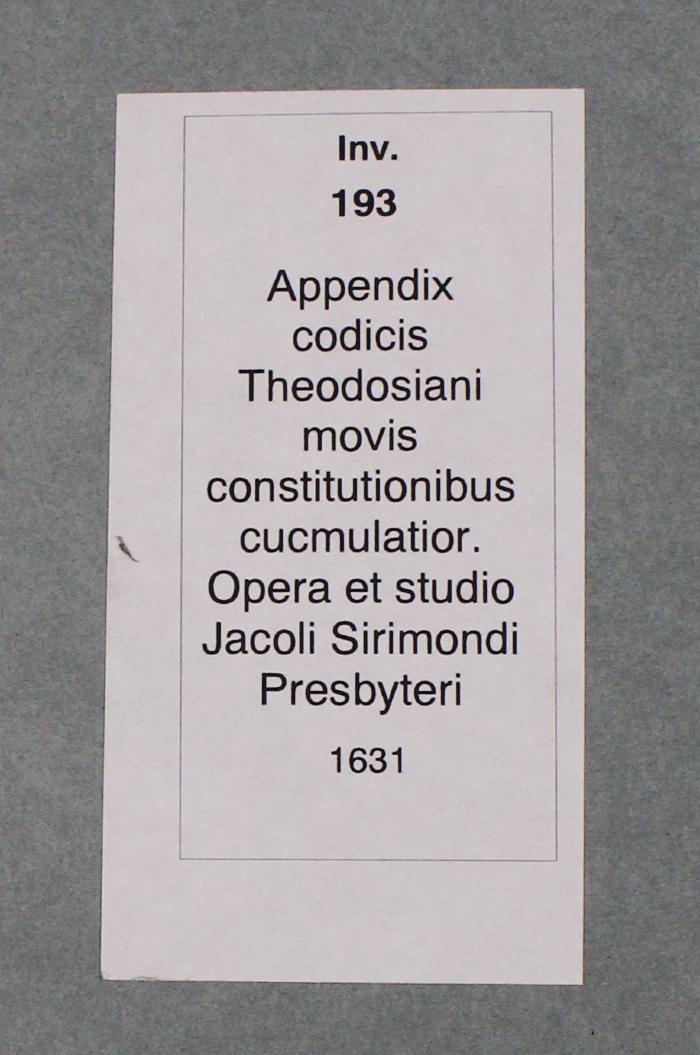 Inv.
193
Appendix
codicis
Theodosiani
movis
constitutionibus
cucmulatior.
Opera et studio
Jacoli Sirimondi
Presbyteri
1631